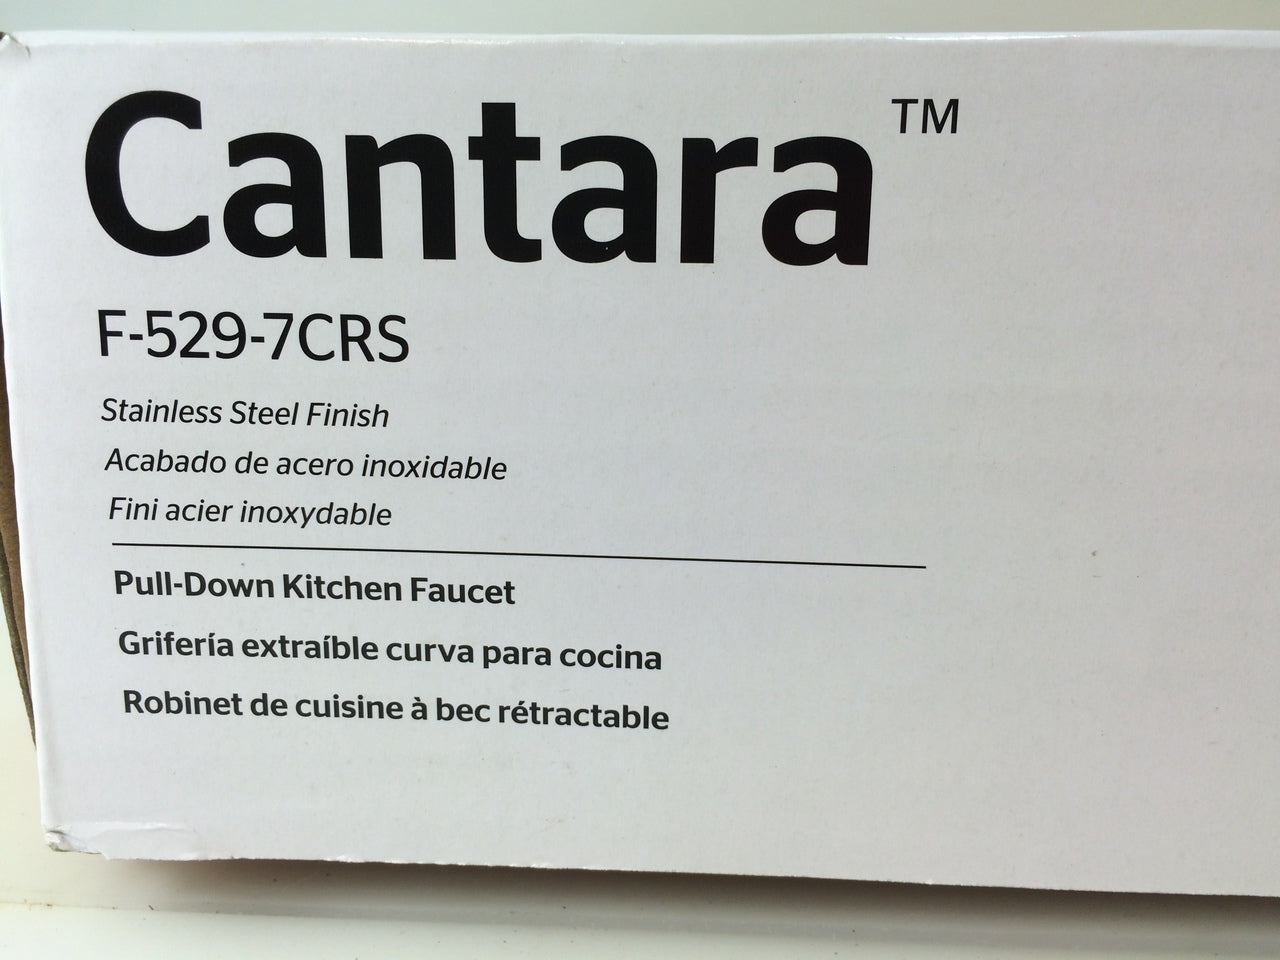 Cantara™
F-529-7CRS
Stainless Steel Finish
Acabado de acero inoxidable
Fini acier inoxydable
Pull-Down Kitchen Faucet
Grifería extraíble curva para cocina
Robinet de cuisine à bec rétractable